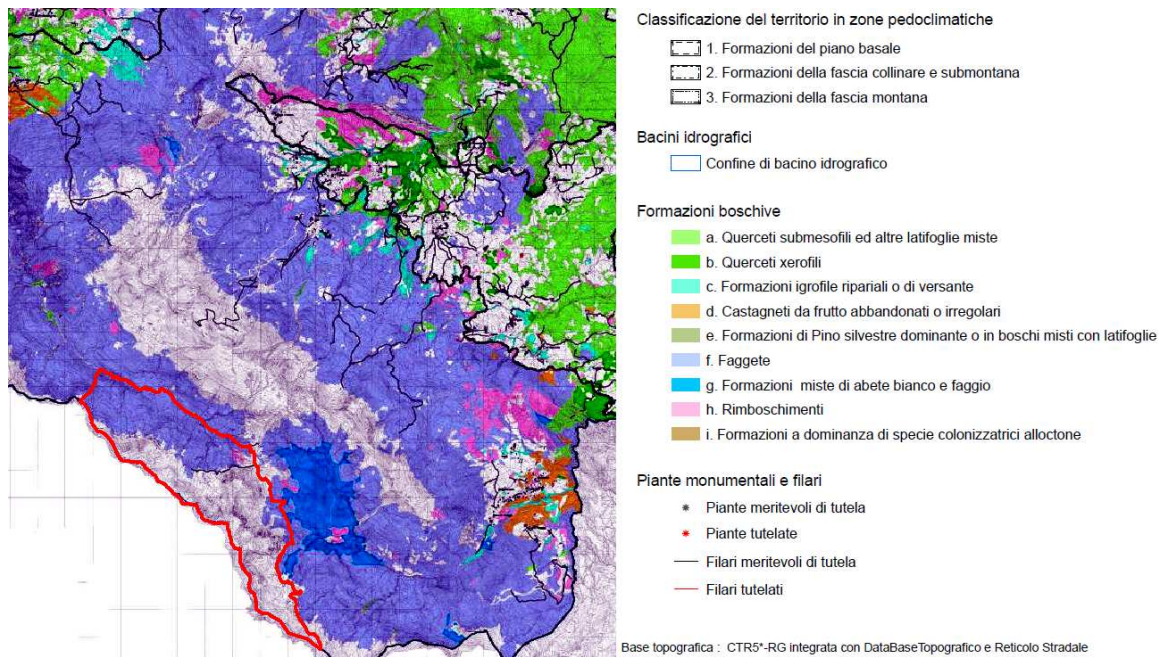 Classificazione del territorio in zone pedoclimatiche
1. Formazioni del piano basale
2. Formazioni della fascia collinare e submontana
3. Formazioni della fascia montana
Bacini idrografici
Confine di bacino idrografico
Formazioni boschive
a. Querceti submesofili ed altre latifoglie miste
b. Querceti xerofili
c. Formazioni igrofile ripariali o di versante
d. Castagneti da frutto abbandonati o irregolari
e. Formazioni di Pino silvestre dominante o in boschi misti con latifoglie
f. Faggete
g. Formazioni miste di abete bianco e faggio
h. Rimboschimenti
i. Formazioni a dominanza di specie colonizzatrici alloctone
Piante monumentali e filari
Piante meritevoli di tutela
Piante tutelate
Filari meritevoli di tutela
Filari tutelati
Base topografica : CTR5*-RG integrata con DataBaseTopografico e Reticolo Stradale